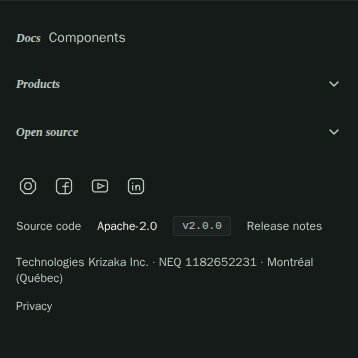 Docs Components
Products
Open source
Source code Apache-2.0 v2.0.0 Release notes
Technologies Krizaka Inc. · NEQ 1182652231 · Montréal
(Québec)
Privacy